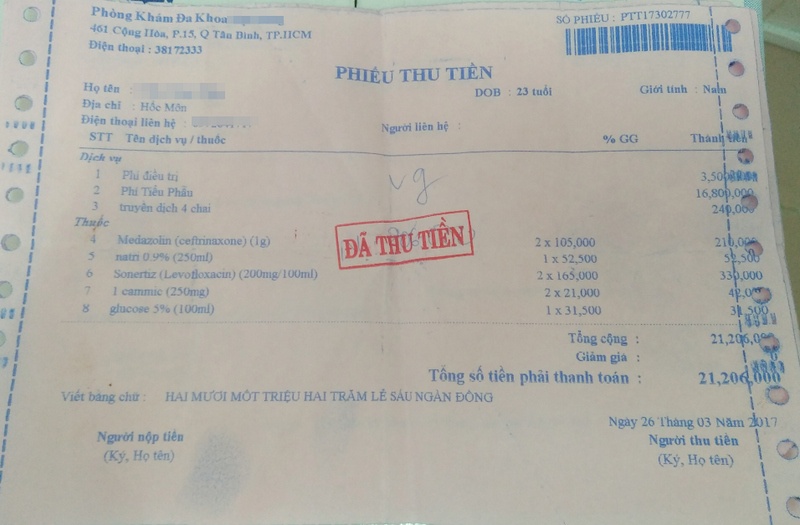 Phòng Khám Đa Khoa
461 Cộng Hòa, P.15, Q Tân Bình, TP.HCM
Điện thoại : 38172333
SỐ PHIẾU : PTT17302777
PHIẾU THU TIỀN
Họ tên :
DOB : 23 tuổi
Giới tính : Nam
Địa chỉ : Hốc Môn
Điện thoại liên hệ :
Người liên hệ :
STT Tên dịch vụ / thuốc % GG Thành tiền
Dịch vụ
1 Phí điều trị
2 Phí Tiểu Phẫu 16,800,000
3 truyền dịch 4 chai 240,000
Thuốc
4 Medazolin (ceftrinaxone) (1g) 2 x 105,000 210,000
5 natri 0.9% (250ml) 1 x 52,500 52,500
6 Sonertiz (Levofloxacin) (200mg/100ml) 2 x 165,000 330,000
7 1 cammic (250mg) 2 x 21,000 42,000
8 glucose 5% (100ml) 1 x 31,500 31,500
ĐÃ THU TIỀN
Tổng cộng : 21,206,000
Giảm giá : 0
Tổng số tiền phải thanh toán : 21,206,000
Viết bằng chữ : HAI MƯƠI MỐT TRIỆU HAI TRĂM LẺ SÁU NGÀN ĐỒNG
Ngày 26 Tháng 03 Năm 2017
Người nộp tiền Người thu tiền
(Ký, Họ tên) (Ký, Họ tên)